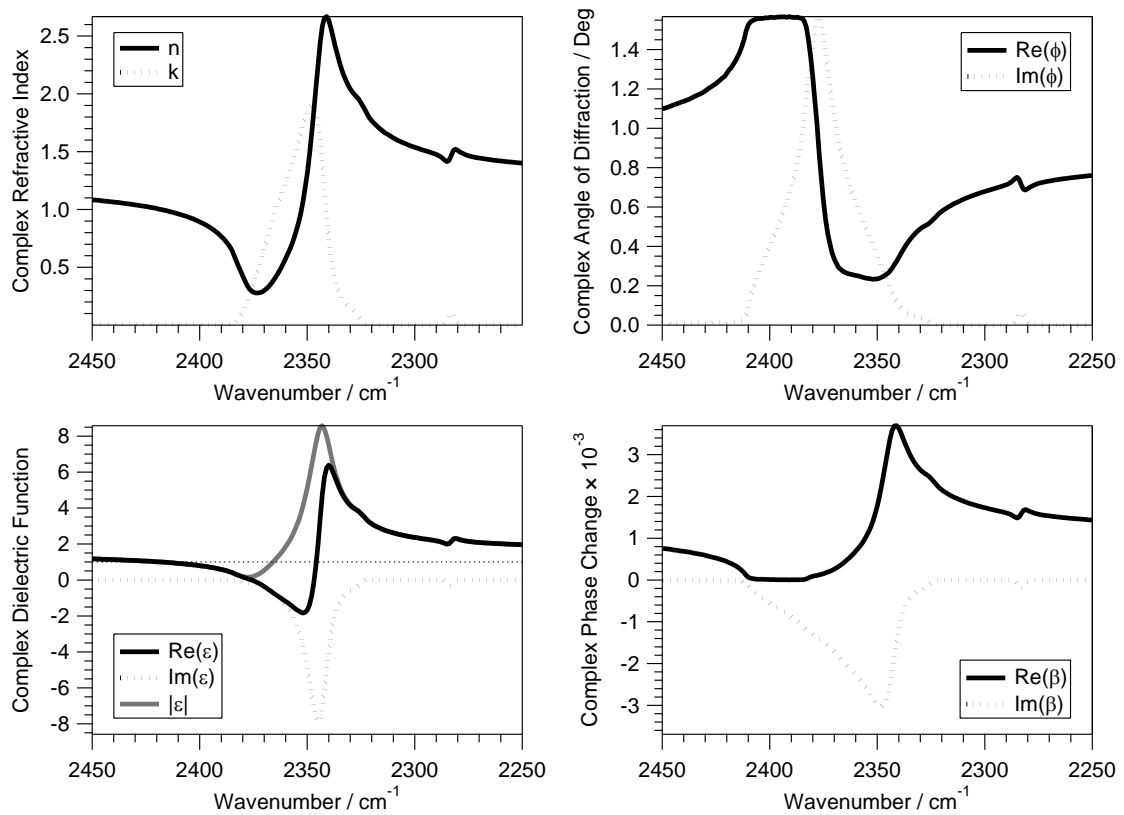 Complex Refractive Index
2.5
2.0
1.5
1.0
0.5
n
k
2450
2400
2350
2300
Wavenumber / cm⁻¹
Complex Angle of Diffraction / Deg
1.4
1.2
1.0
0.8
0.6
0.4
0.2
0.0
Re(ϕ)
Im(ϕ)
2450
2400
2350
2300
2250
Wavenumber / cm⁻¹
Complex Dielectric Function
8
6
4
2
0
-2
-4
-6
-8
Re(ε)
Im(ε)
|ε|
2450
2400
2350
2300
2250
Wavenumber / cm⁻¹
Complex Phase Change × 10⁻³
3
2
1
0
-1
-2
-3
Re(β)
Im(β)
2450
2400
2350
2300
2250
Wavenumber / cm⁻¹